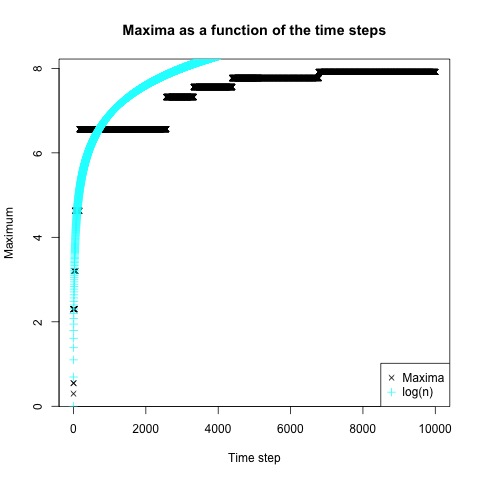 Maxima as a function of the time steps
Maximum
8
6
4
2
0
0 2000 4000 6000 8000 10000
Time step
Maxima
log(n)